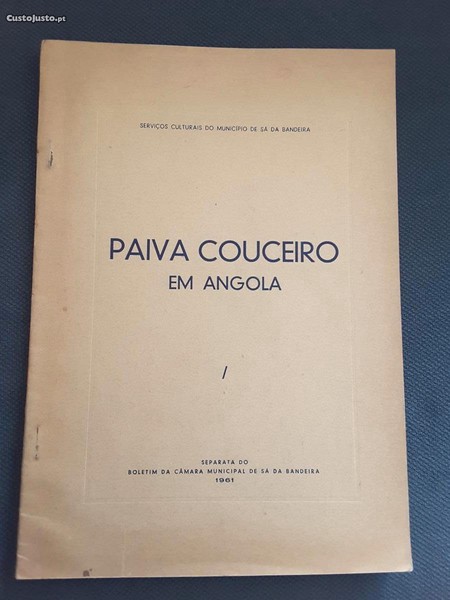 CustoJusto.pt
SERVIÇOS CULTURAIS DO MUNICÍPIO DE SÁ DA BANDEIRA
PAIVA COUCEIRO
EM ANGOLA
/
SEPARATA DO
BOLETIM DA CÂMARA MUNICIPAL DE SÁ DA BANDEIRA
1961